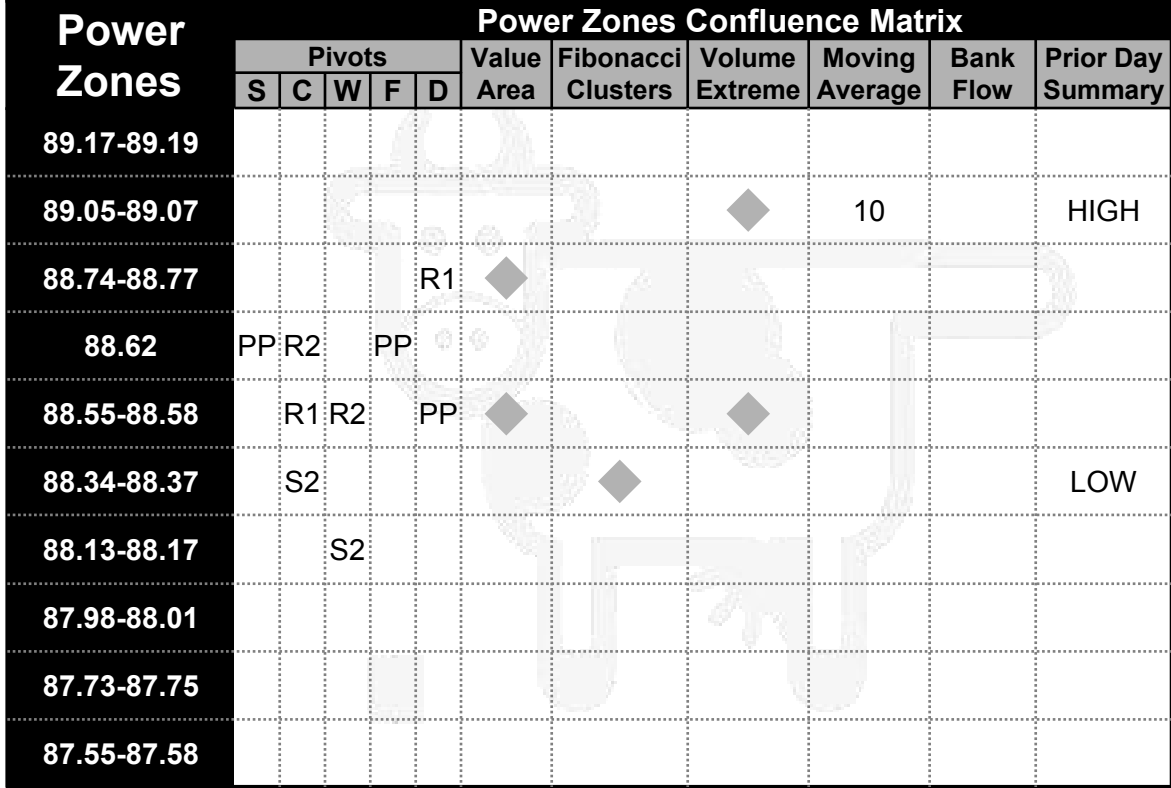 Power Zones
Power Zones Confluence Matrix
Pivots
Value Area
Fibonacci Clusters
Volume Extreme
Moving Average
Bank Flow
Prior Day Summary
S C W F D
89.17-89.19
89.05-89.07 10 HIGH
88.74-88.77 R1
88.62 PP R2 PP
88.55-88.58 R1 R2 PP
88.34-88.37 S2 LOW
88.13-88.17 S2
87.98-88.01
87.73-87.75
87.55-87.58